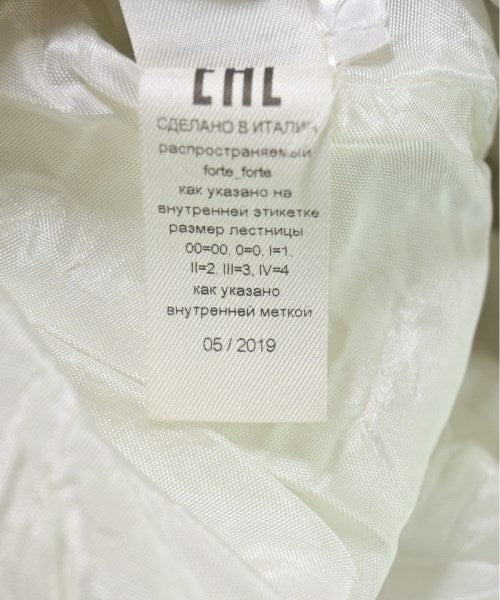 ЕАС
СДЕЛАНО В ИТАЛИИ
распространяемый
forte_forte
как указано на
внутренней этикетке
размер лестницы
00=00, 0=0, I=1,
II=2, III=3, IV=4
как указано
внутренней меткой
05 / 2019